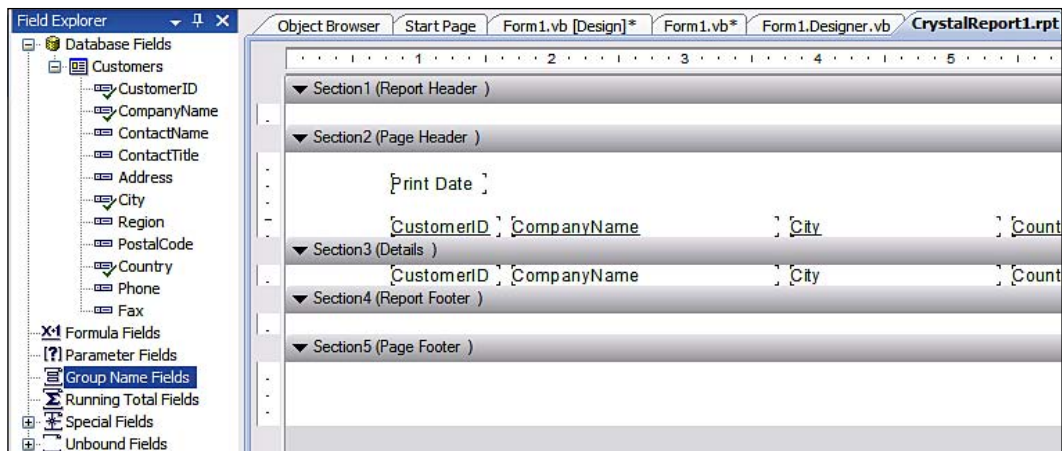 Field Explorer
Database Fields
Customers
CustomerID
CompanyName
ContactName
ContactTitle
Address
City
Region
PostalCode
Country
Phone
Fax
Formula Fields
Parameter Fields
Group Name Fields
Running Total Fields
Special Fields
Unbound Fields
Object Browser Start Page Form1.vb [Design]* Form1.vb* Form1.Designer.vb CrystalReport1.rpt
1 2 3 4 5
Section1 (Report Header )
Section2 (Page Header )
Print Date
CustomerID CompanyName City Count
Section3 (Details )
CustomerID CompanyName City Count
Section4 (Report Footer )
Section5 (Page Footer )